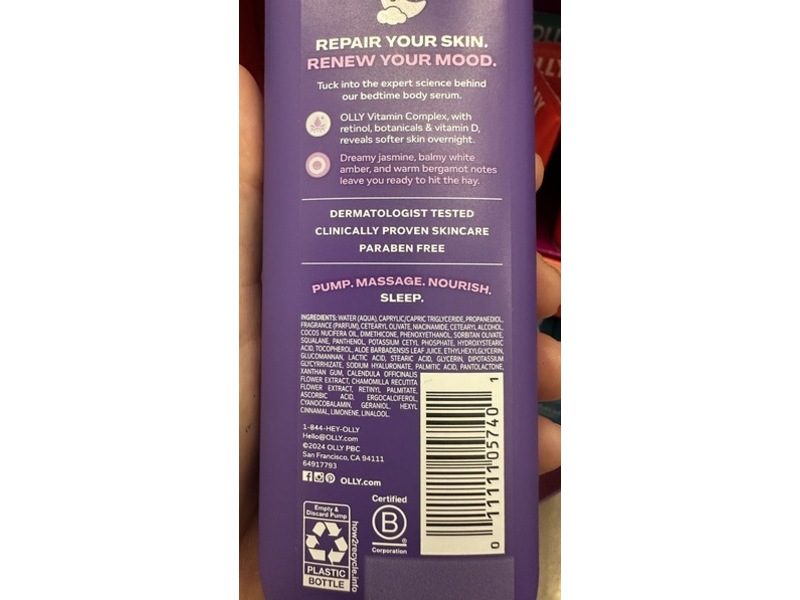 REPAIR YOUR SKIN.
RENEW YOUR MOOD.
Tuck into the expert science behind
our bedtime body serum.
OLLY Vitamin Complex, with
retinol, botanicals & vitamin D,
reveals softer skin overnight.
Dreamy jasmine, balmy white
amber, and warm bergamot notes
leave you ready to hit the hay.
DERMATOLOGIST TESTED
CLINICALLY PROVEN SKINCARE
PARABEN FREE
PUMP. MASSAGE. NOURISH.
SLEEP.
INGREDIENTS: WATER (AQUA), CAPRYLIC/CAPRIC TRIGLYCERIDE, PROPANEDIOL,
FRAGRANCE (PARFUM), CETEARYL OLIVATE, NIACINAMIDE, CETEARYL ALCOHOL,
COCOS NUCIFERA OIL, DIMETHICONE, PHENOXYETHANOL, SORBITAN OLIVATE,
SQUALANE, PANTHENOL, POTASSIUM CETYL PHOSPHATE, HYDROXYSTEARIC
ACID, TOCOPHEROL, ALOE BARBADENSIS LEAF JUICE, ETHYLHEXYLGLYCERIN,
GLUCOMANNAN, LACTIC ACID, STEARIC ACID, GLYCERIN, DIPOTASSIUM
GLYCYRRHIZATE, SODIUM HYALURONATE, PALMITIC ACID, PANTOLACTONE,
XANTHAN GUM, CALENDULA OFFICINALIS
FLOWER EXTRACT, CHAMOMILLA RECUTITA
FLOWER EXTRACT, RETINYL PALMITATE,
ASCORBIC ACID, ERGOCALCIFEROL,
CYANOCOBALAMIN, GERANIOL, HEXYL
CINNAMAL, LIMONENE, LINALOOL.
1-844-HEY-OLLY
Hello@OLLY.com
©2024 OLLY PBC
San Francisco, CA 94111
64917793
OLLY.com
0 11111 05740 1
Empty &
Discard Pump
PLASTIC
BOTTLE
how2recycle.info
Certified
B
®
Corporation